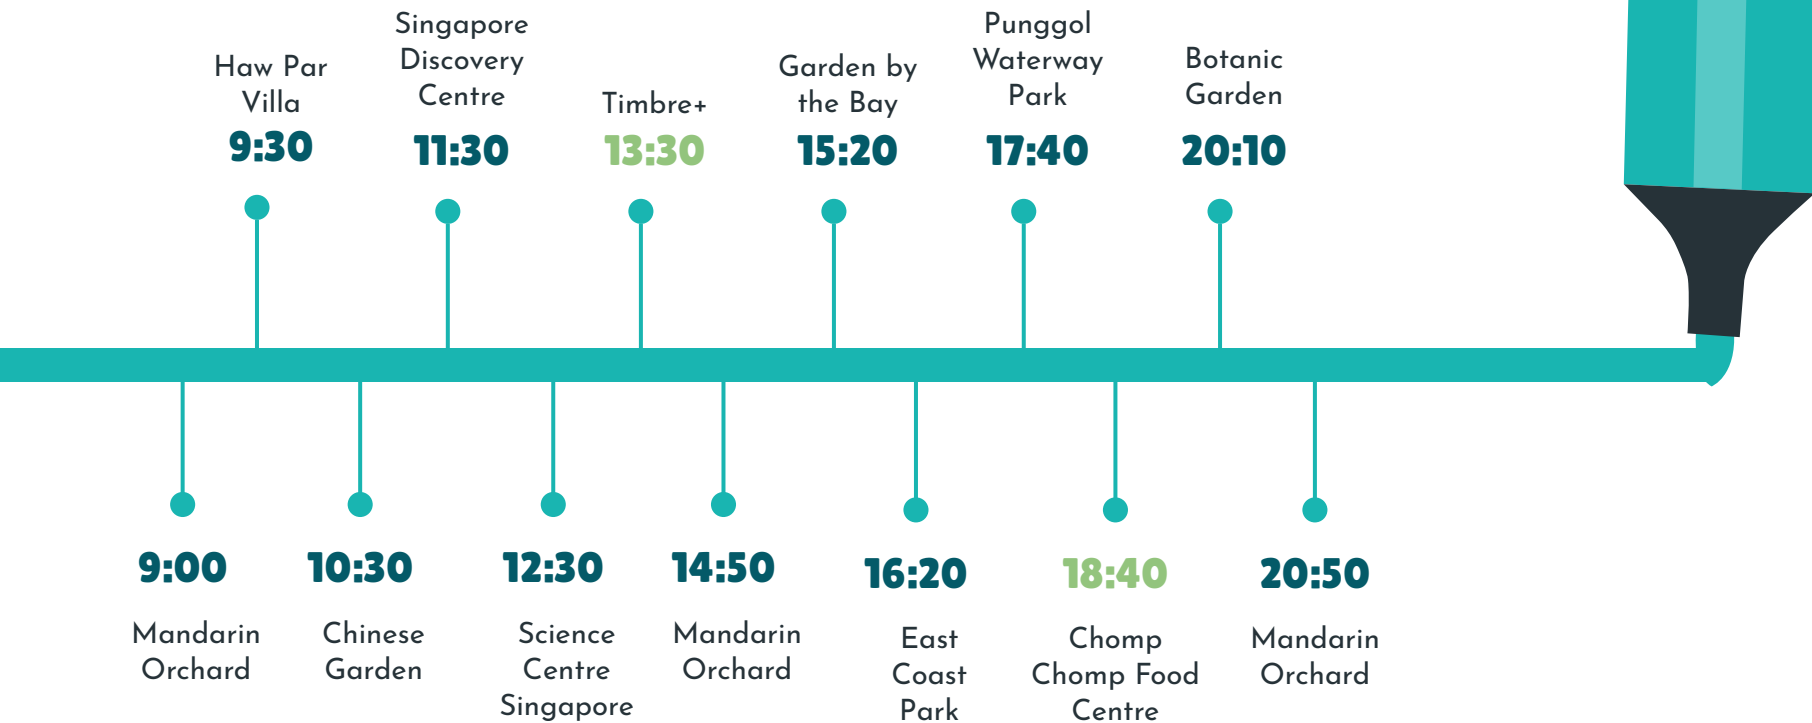 Haw Par
Villa
9:30
Singapore
Discovery
Centre
11:30
Timbre+
13:30
Garden by
the Bay
15:20
Punggol
Waterway
Park
17:40
Botanic
Garden
20:10
9:00
Mandarin
Orchard
10:30
Chinese
Garden
12:30
Science
Centre
Singapore
14:50
Mandarin
Orchard
16:20
East
Coast
Park
18:40
Chomp
Chomp Food
Centre
20:50
Mandarin
Orchard